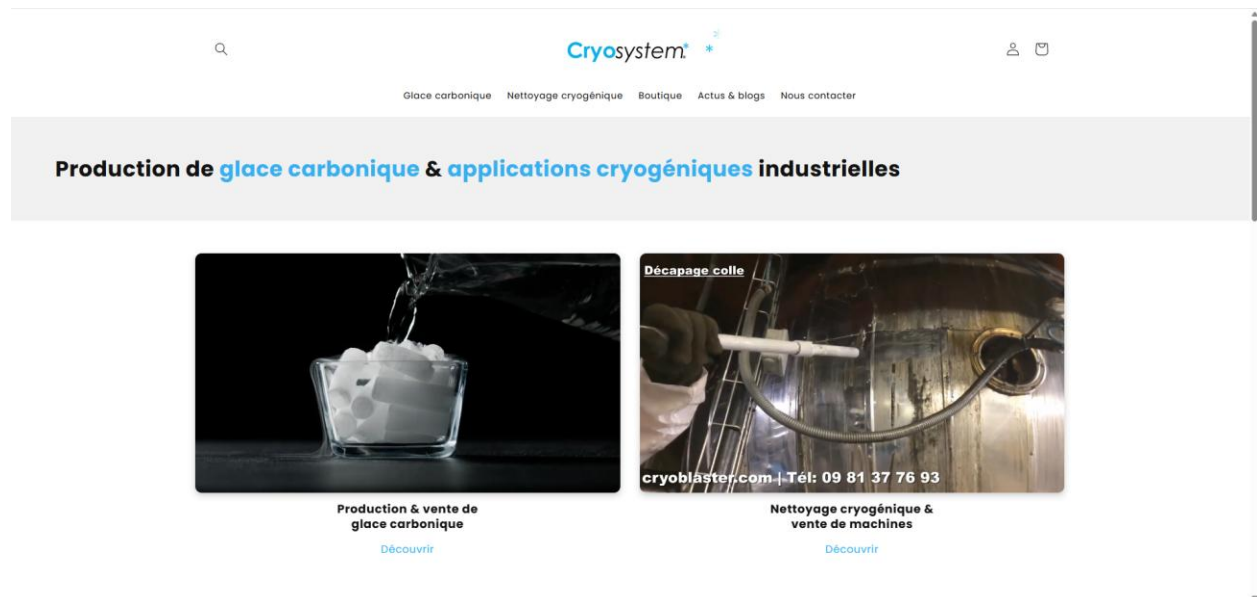 Cryosystem®
Glace carbonique Nettoyage cryogénique Boutique Actus & blogs Nous contacter
Production de glace carbonique & applications cryogéniques industrielles
Décapage colle
cryoblaster.com | Tél: 09 81 37 76 93
Production & vente de
glace carbonique
Découvrir
Nettoyage cryogénique &
vente de machines
Découvrir